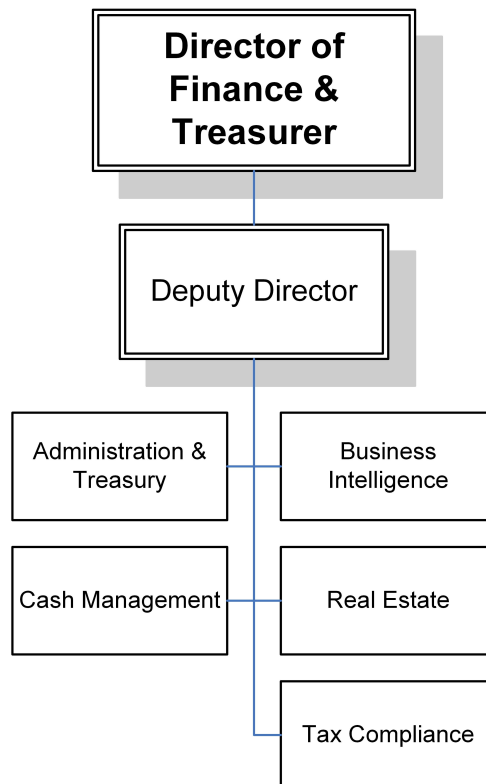 Director of
Finance &
Treasurer
Deputy Director
Administration &
Treasury
Business
Intelligence
Cash Management
Real Estate
Tax Compliance